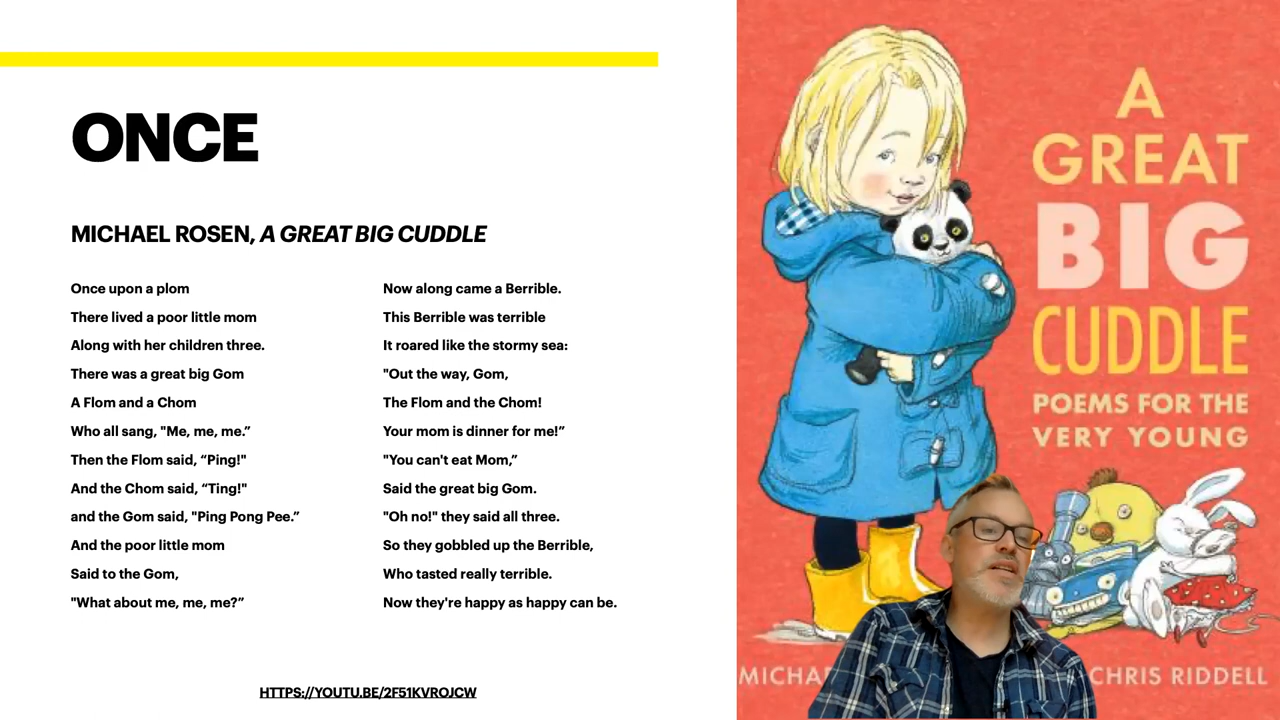 ONCE
MICHAEL ROSEN, A GREAT BIG CUDDLE
Once upon a plom
There lived a poor little mom
Along with her children three.
There was a great big Gom
A Flom and a Chom
Who all sang, "Me, me, me.”
Then the Flom said, “Ping!"
And the Chom said, “Ting!"
and the Gom said, "Ping Pong Pee.”
And the poor little mom
Said to the Gom,
"What about me, me, me?”
Now along came a Berrible.
This Berrible was terrible
It roared like the stormy sea:
"Out the way, Gom,
The Flom and the Chom!
Your mom is dinner for me!”
"You can't eat Mom,”
Said the great big Gom.
"Oh no!" they said all three.
So they gobbled up the Berrible,
Who tasted really terrible.
Now they're happy as happy can be.
HTTPS://YOUTU.BE/2F51KVROJCW
A
GREAT
BIG
CUDDLE
POEMS FOR THE
VERY YOUNG
MICHA
CHRIS RIDDELL